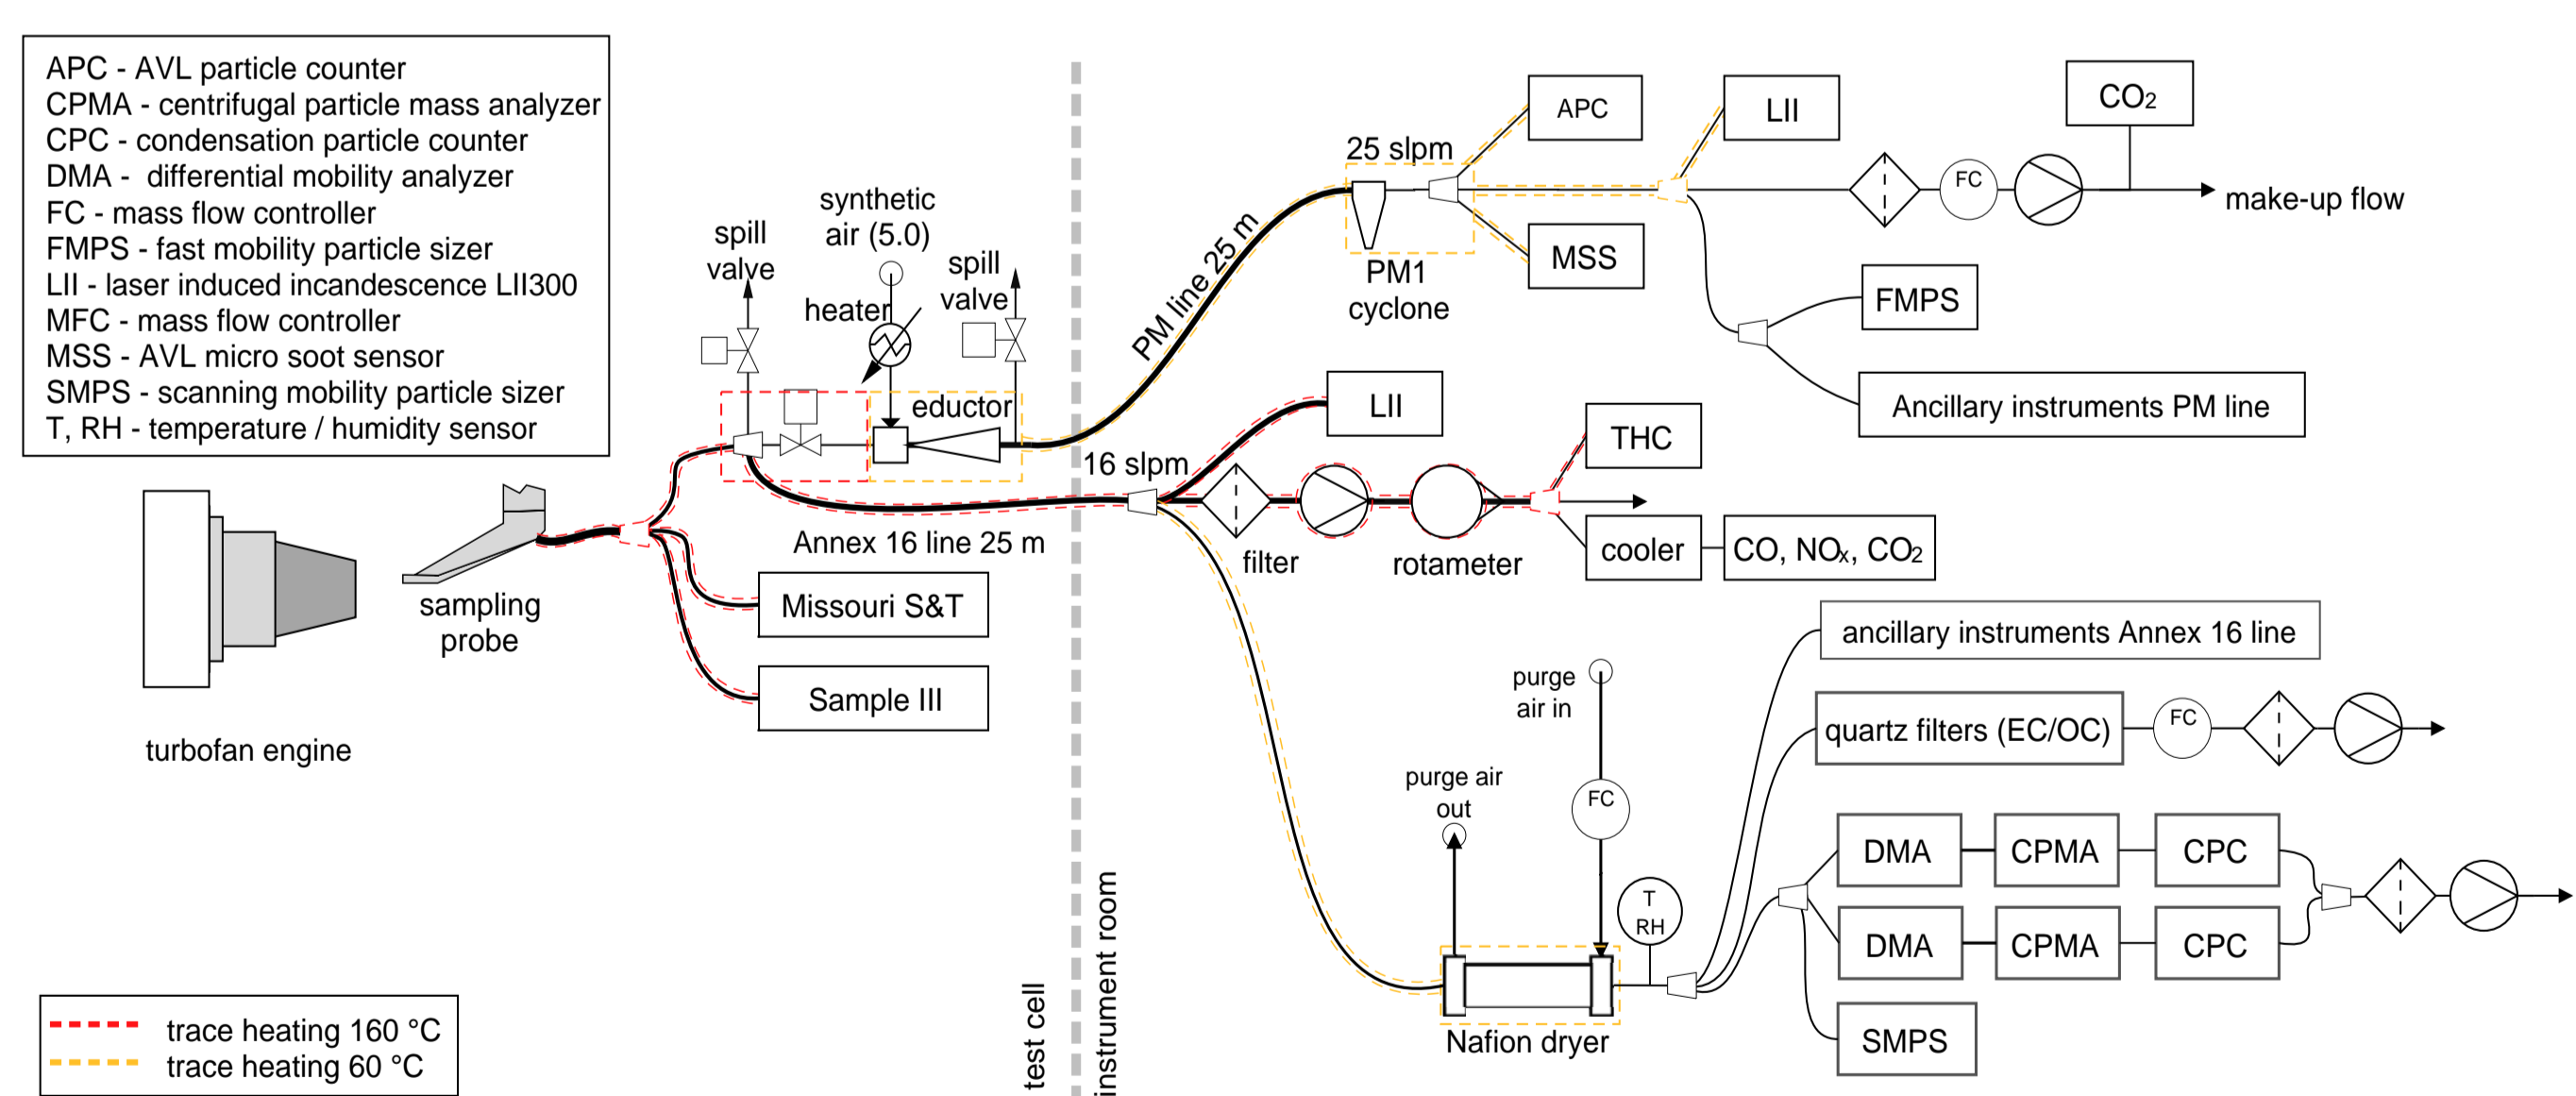 APC - AVL particle counter
CPMA - centrifugal particle mass analyzer
CPC - condensation particle counter
DMA - differential mobility analyzer
FC - mass flow controller
FMPS - fast mobility particle sizer
LII - laser induced incandescence LII300
MFC - mass flow controller
MSS - AVL micro soot sensor
SMPS - scanning mobility particle sizer
T, RH - temperature / humidity sensor
turbofan engine
sampling
probe
spill
valve
synthetic
air (5.0)
heater
spill
valve
eductor
PM line 25 m
Annex 16 line 25 m
Missouri S&T
Sample III
25 slpm
PM1
cyclone
APC
MSS
LII
FC
CO2
make-up flow
FMPS
Ancillary instruments PM line
16 slpm
LII
filter
rotameter
THC
cooler
CO, NOx, CO2
purge
air in
FC
purge air
out
T
RH
Nafion dryer
ancillary instruments Annex 16 line
quartz filters (EC/OC)
FC
DMA
CPMA
CPC
DMA
CPMA
CPC
SMPS
test cell
instrument room
trace heating 160 °C
trace heating 60 °C